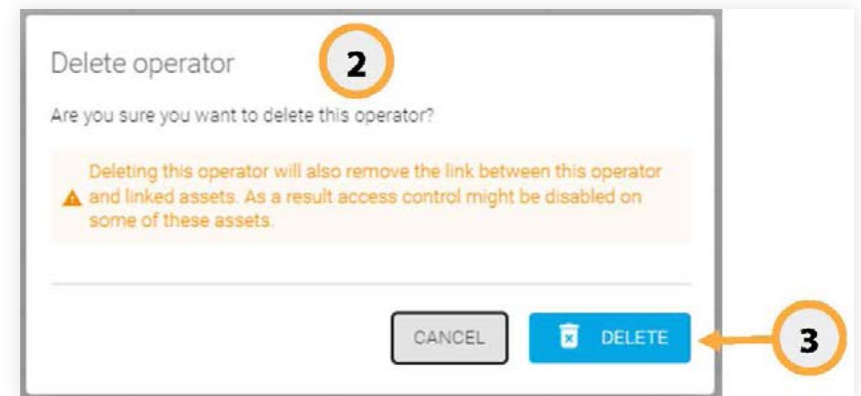 Delete operator
2
Are you sure you want to delete this operator?
Deleting this operator will also remove the link between this operator
and linked assets. As a result access control might be disabled on
some of these assets.
CANCEL
DELETE
3